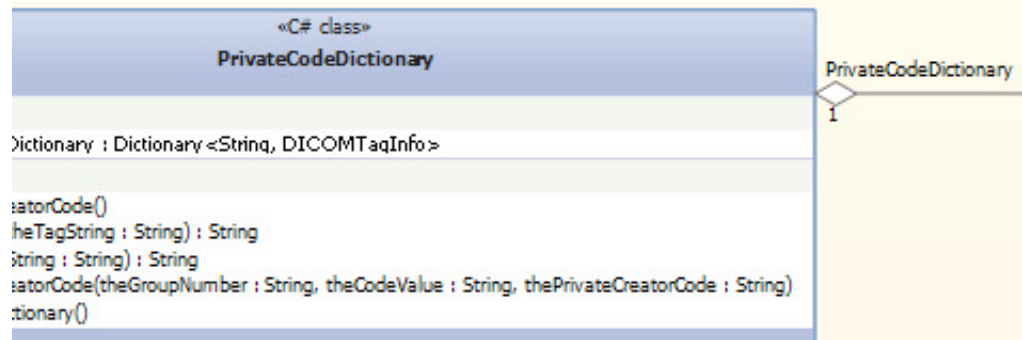 «C# class»
PrivateCodeDictionary
PrivateCodeDictionary
1
Dictionary : Dictionary<String, DICOMTagInfo>
eatorCode()
heTagString : String) : String
String : String) : String
eatorCode(theGroupNumber : String, theCodeValue : String, thePrivateCreatorCode : String)
ctionary()